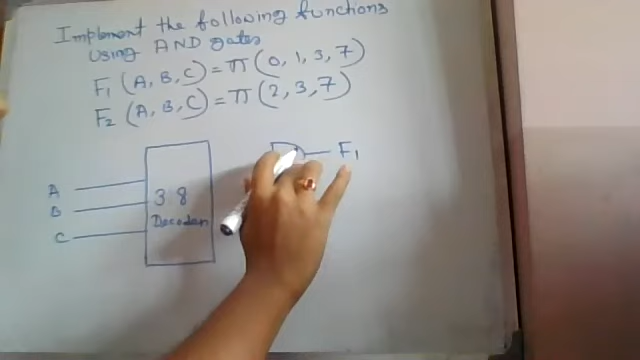 Implement the following functions
using AND gates
F₁ (A, B, C) = π (0, 1, 3, 7)
F₂ (A, B, C) = π (2, 3, 7)
F₁
A
B
C
3 8
Decoder